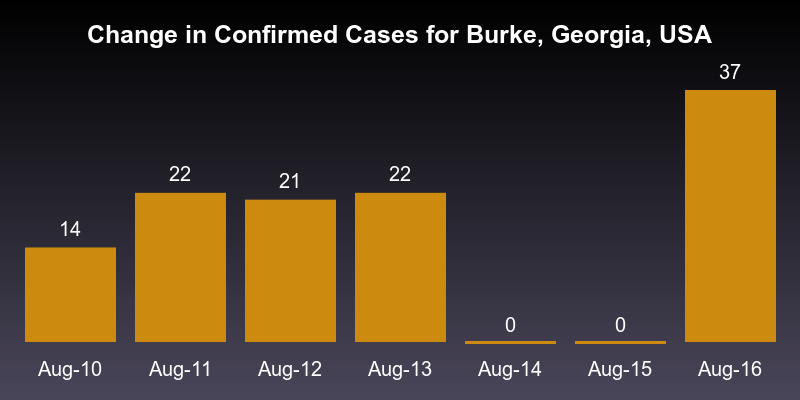 Change in Confirmed Cases for Burke, Georgia, USA
37
22
21
22
14
0
0
Aug-10
Aug-11
Aug-12
Aug-13
Aug-14
Aug-15
Aug-16